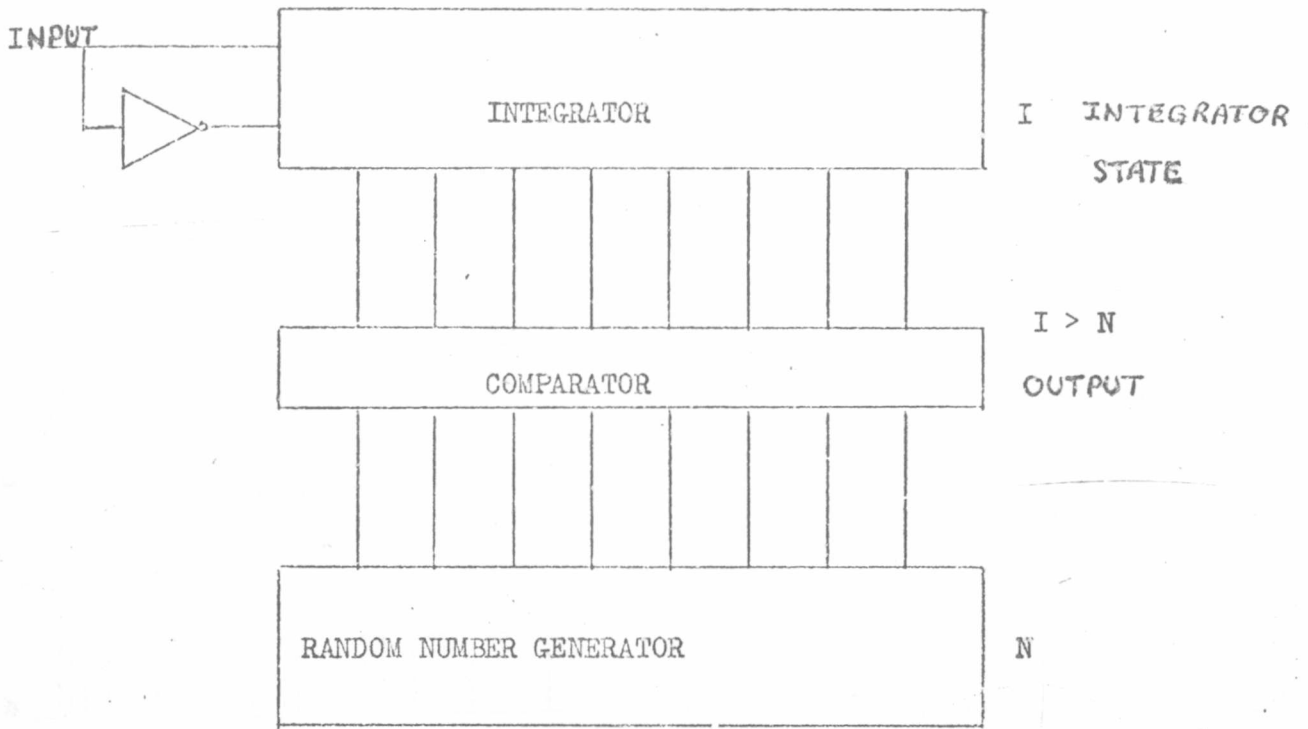 INPUT
INTEGRATOR
I INTEGRATOR
STATE
I > N
COMPARATOR
OUTPUT
RANDOM NUMBER GENERATOR
N